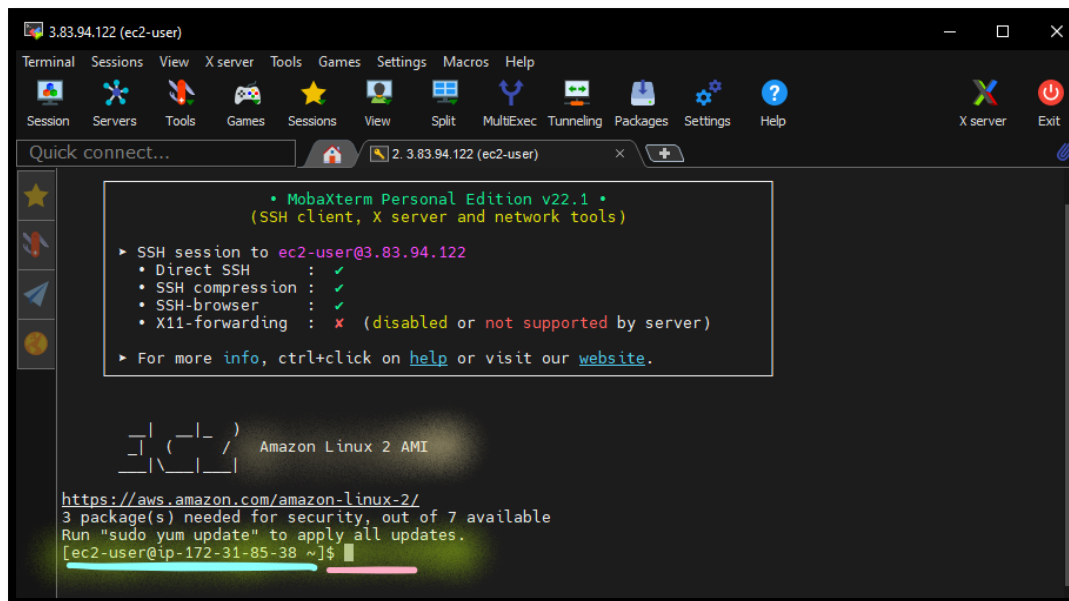 3.83.94.122 (ec2-user)
Terminal Sessions View X server Tools Games Settings Macros Help
Session Servers Tools Games Sessions View Split MultiExec Tunneling Packages Settings Help X server Exit
Quick connect...
2. 3.83.94.122 (ec2-user)
• MobaXterm Personal Edition v22.1 •
(SSH client, X server and network tools)
► SSH session to ec2-user@3.83.94.122
• Direct SSH : ✔
• SSH compression : ✔
• SSH-browser : ✔
• X11-forwarding : ✘ (disabled or not supported by server)
► For more info, ctrl+click on help or visit our website.
__| __|_ )
_| ( / Amazon Linux 2 AMI
___|\___|___|
https://aws.amazon.com/amazon-linux-2/
3 package(s) needed for security, out of 7 available
Run "sudo yum update" to apply all updates.
[ec2-user@ip-172-31-85-38 ~]$